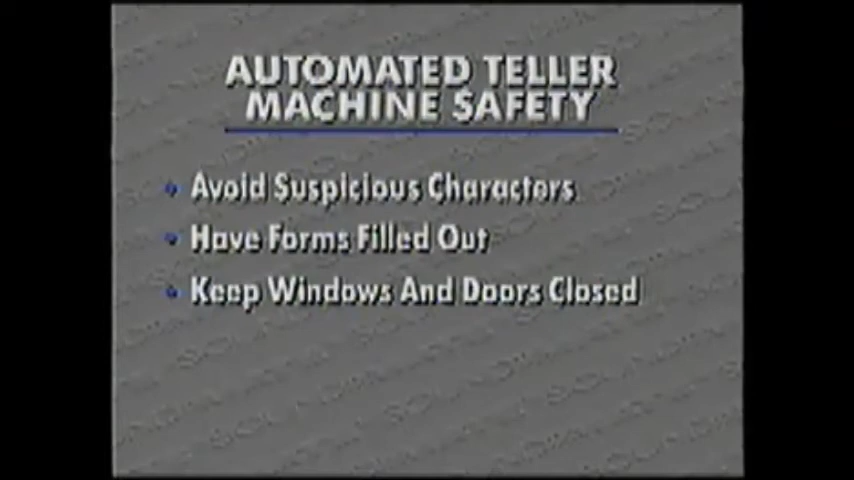 AUTOMATED TELLER
MACHINE SAFETY
• Avoid Suspicious Characters
• Have Forms Filled Out
• Keep Windows And Doors Closed